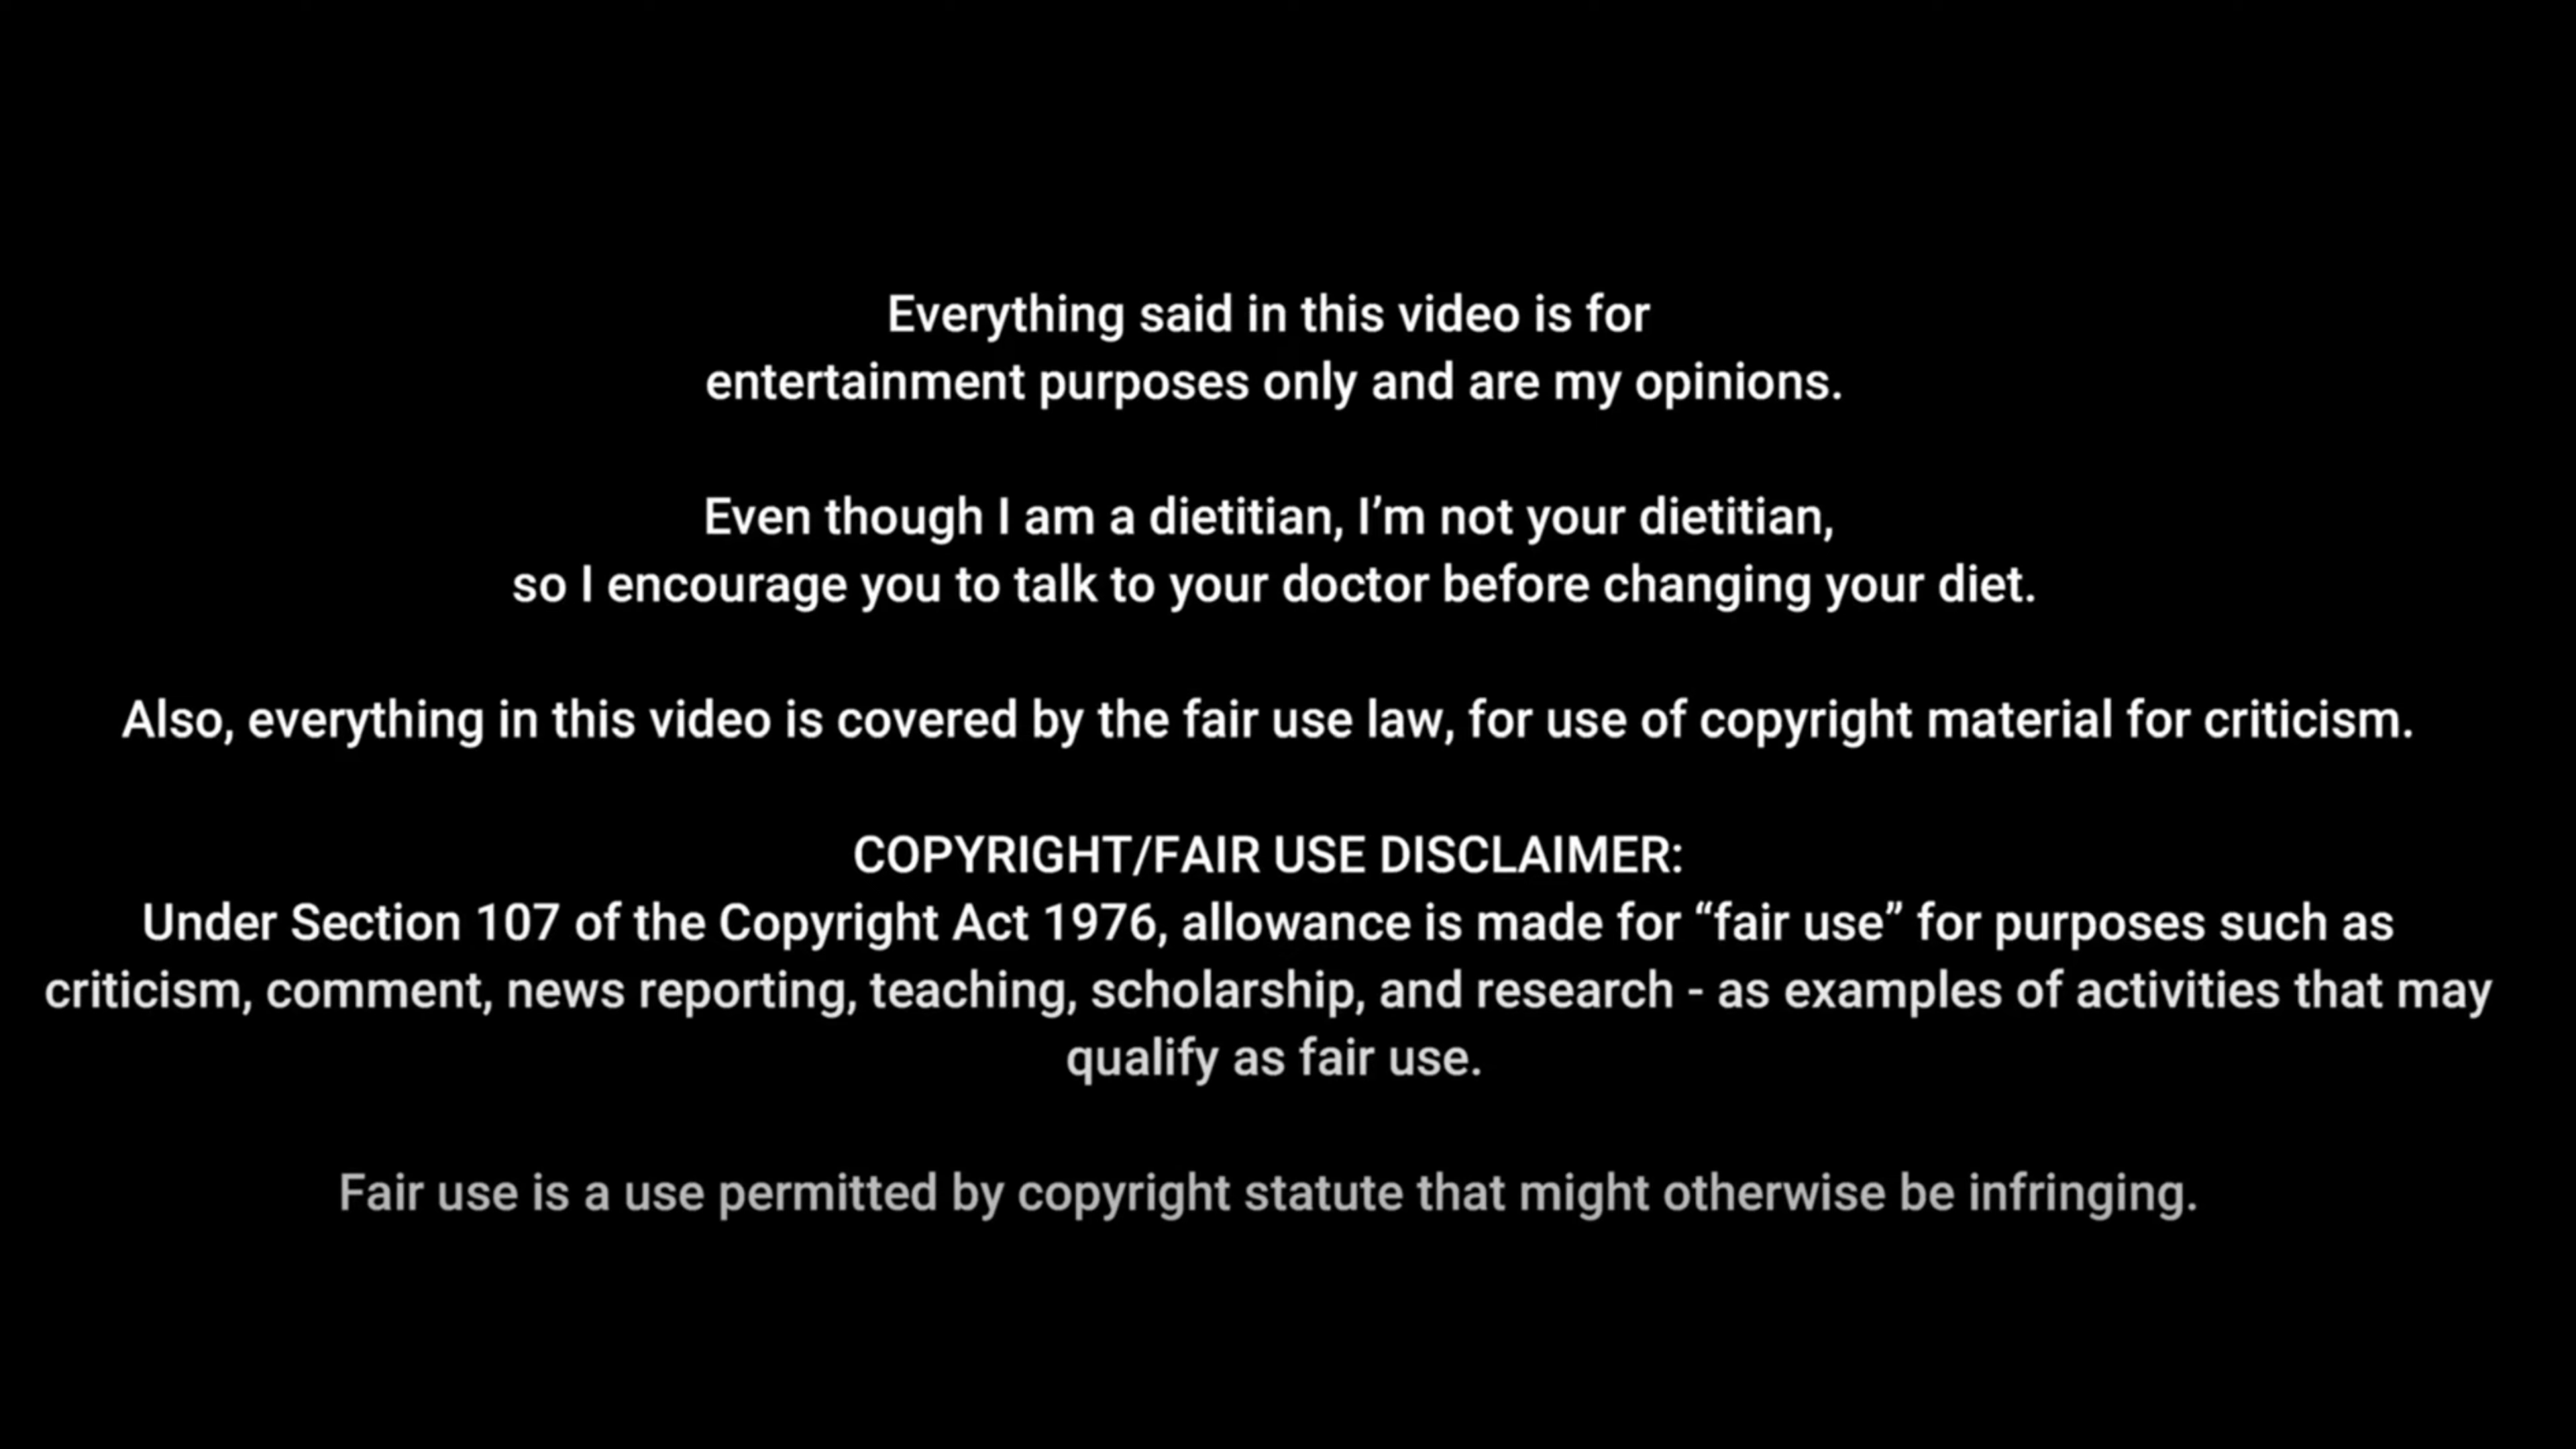 Everything said in this video is for
entertainment purposes only and are my opinions.
Even though I am a dietitian, I’m not your dietitian,
so I encourage you to talk to your doctor before changing your diet.
Also, everything in this video is covered by the fair use law, for use of copyright material for criticism.
COPYRIGHT/FAIR USE DISCLAIMER:
Under Section 107 of the Copyright Act 1976, allowance is made for “fair use” for purposes such as
criticism, comment, news reporting, teaching, scholarship, and research - as examples of activities that may
qualify as fair use.
Fair use is a use permitted by copyright statute that might otherwise be infringing.